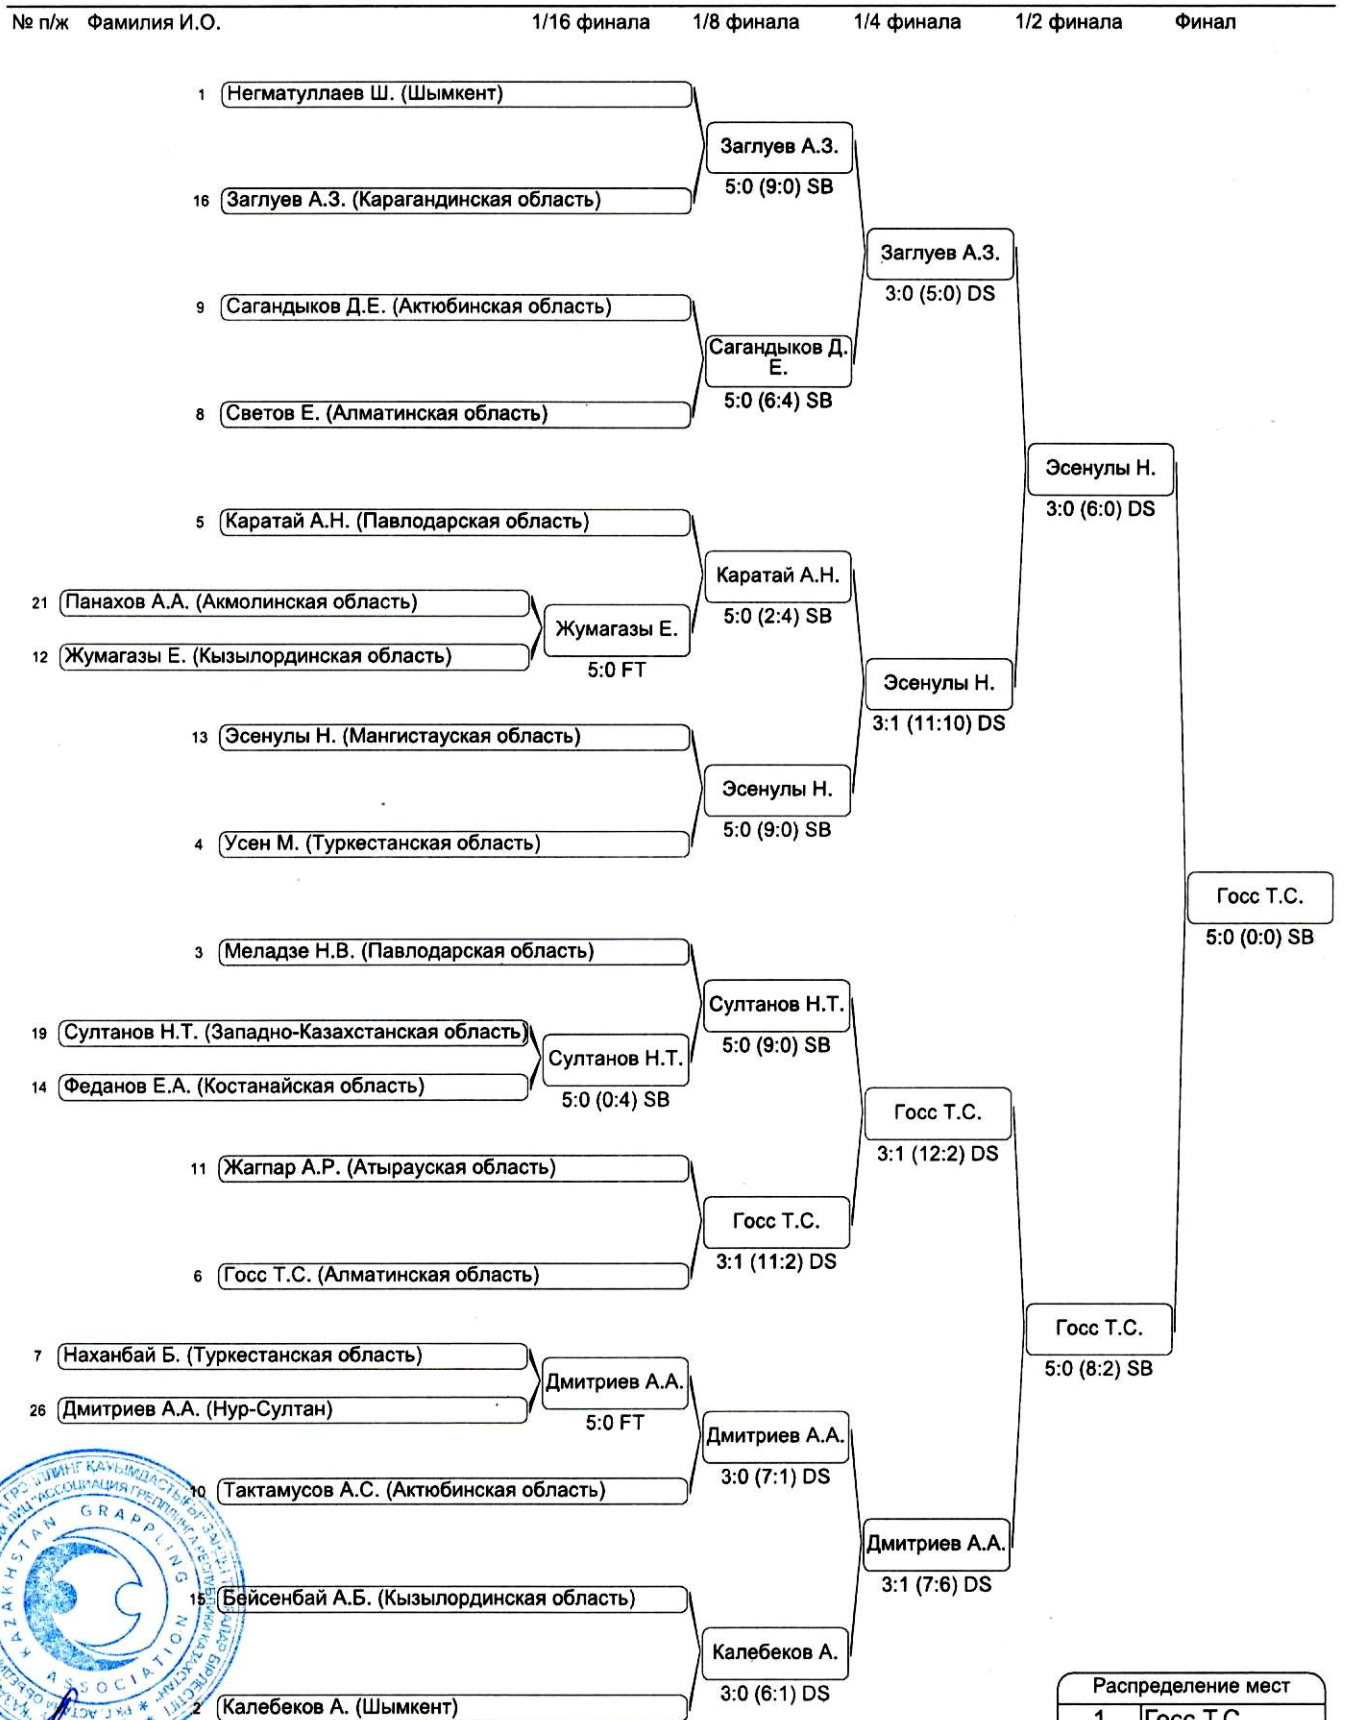 № п/ж Фамилия И.О. 1/16 финала 1/8 финала 1/4 финала 1/2 финала Финал
1 Негматуллаев Ш. (Шымкент)
Заглуев А.З.
5:0 (9:0) SB
16 Заглуев А.З. (Карагандинская область)
Заглуев А.З.
3:0 (5:0) DS
9 Сагандыков Д.Е. (Актюбинская область)
Сагандыков Д.
Е.
5:0 (6:4) SB
8 Светов Е. (Алматинская область)
Эсенулы Н.
3:0 (6:0) DS
5 Каратай А.Н. (Павлодарская область)
Каратай А.Н.
5:0 (2:4) SB
21 Панахов А.А. (Акмолинская область)
Жумагазы Е.
5:0 FT
12 Жумагазы Е. (Кызылординская область)
Эсенулы Н.
3:1 (11:10) DS
13 Эсенулы Н. (Мангистауская область)
Эсенулы Н.
5:0 (9:0) SB
4 Усен М. (Туркестанская область)
Госс Т.С.
5:0 (0:0) SB
3 Меладзе Н.В. (Павлодарская область)
Султанов Н.Т.
5:0 (9:0) SB
19 Султанов Н.Т. (Западно-Казахстанская область)
Султанов Н.Т.
5:0 (0:4) SB
14 Феданов Е.А. (Костанайская область)
Госс Т.С.
3:1 (12:2) DS
11 Жагпар А.Р. (Атырауская область)
Госс Т.С.
3:1 (11:2) DS
6 Госс Т.С. (Алматинская область)
Госс Т.С.
5:0 (8:2) SB
7 Наханбай Б. (Туркестанская область)
Дмитриев А.А.
5:0 FT
26 Дмитриев А.А. (Нур-Султан)
Дмитриев А.А.
3:0 (7:1) DS
10 Тактамусов А.С. (Актюбинская область)
Дмитриев А.А.
3:1 (7:6) DS
15 Бейсенбай А.Б. (Кызылординская область)
Калебеков А.
3:0 (6:1) DS
2 Калебеков А. (Шымкент)
Распределение мест
1 Госс Т.С.
KAZAKHSTAN GRAPPLING ASSOCIATION